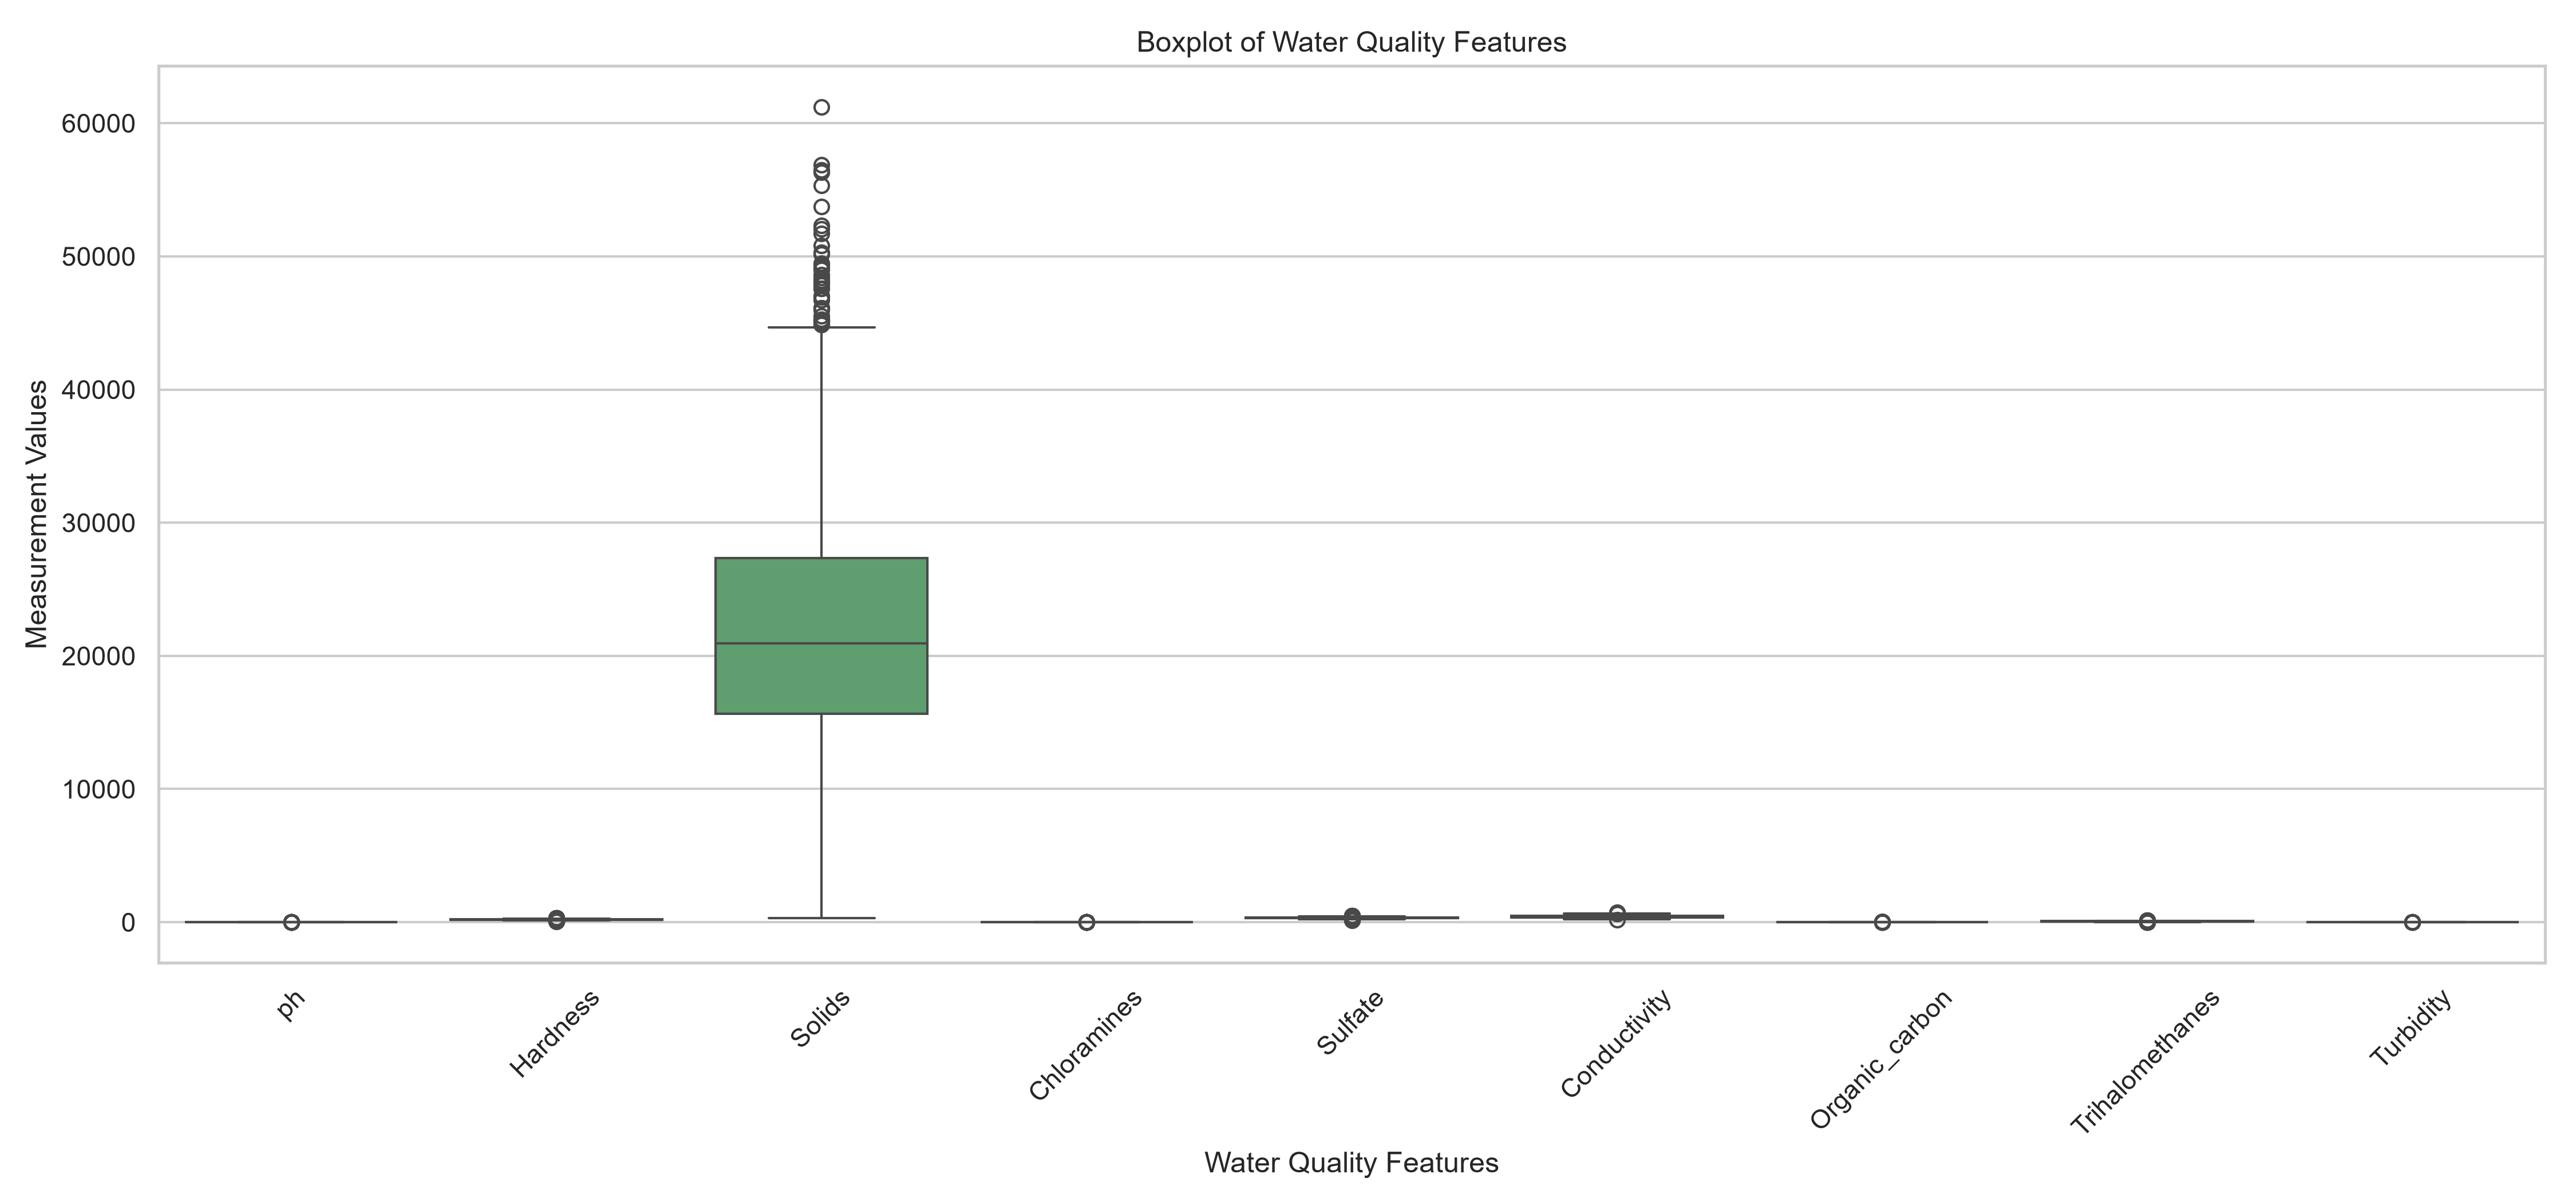 Boxplot of Water Quality Features
Measurement Values
60000
50000
40000
30000
20000
10000
0
ph
Hardness
Solids
Chloramines
Sulfate
Conductivity
Organic_carbon
Trihalomethanes
Turbidity
Water Quality Features